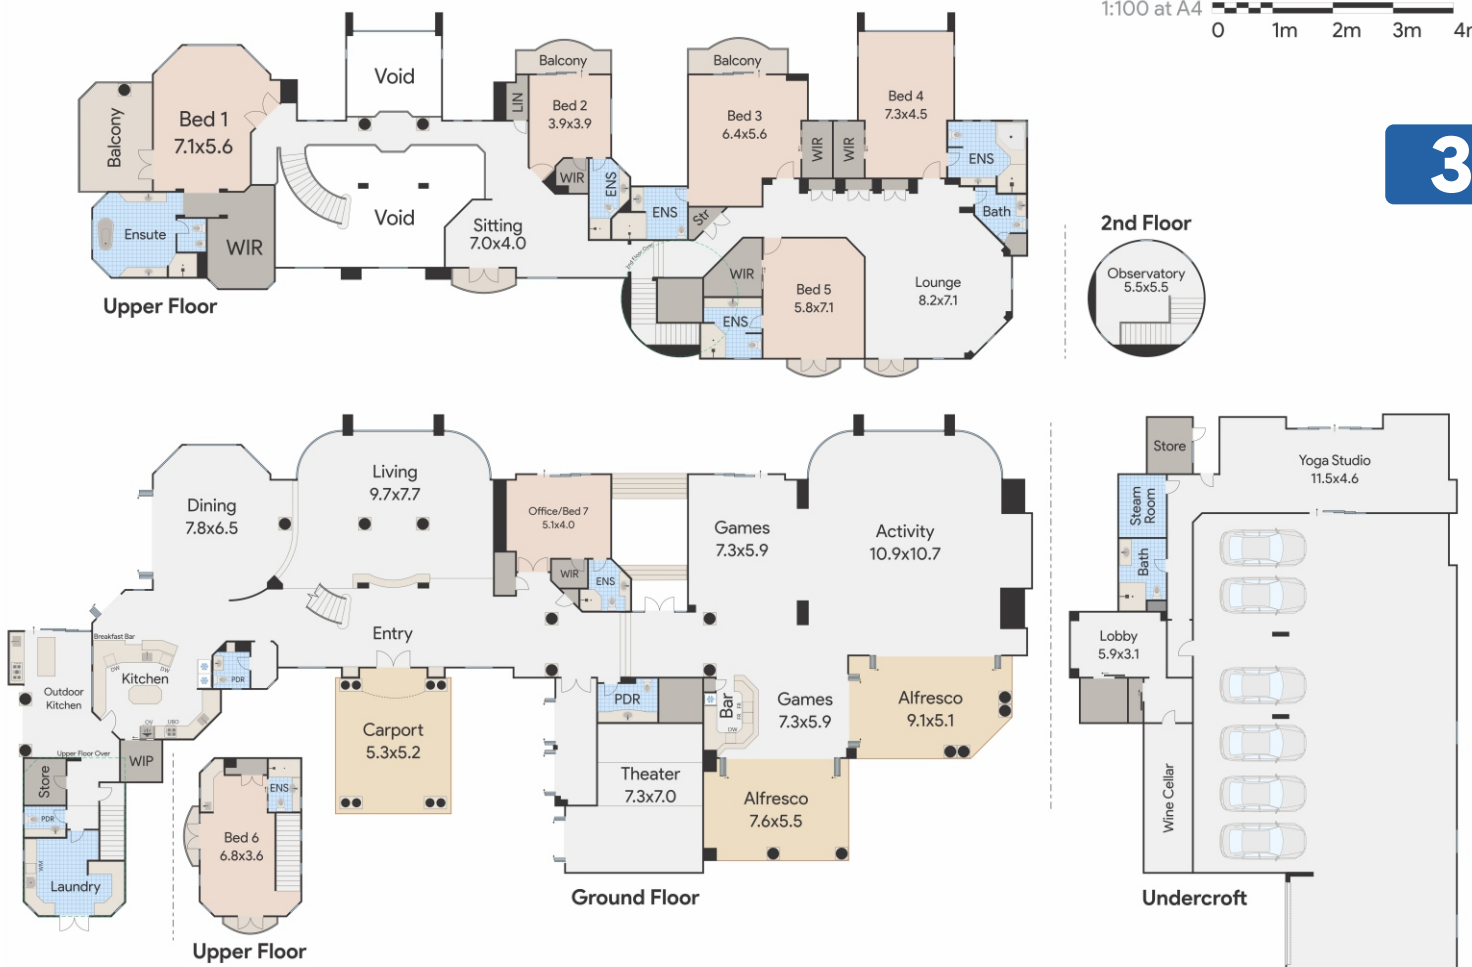 1:100 at A4
0 1m 2m 3m
3
Void
Balcony
Bed 1
7.1x5.6
Void
Ensute
WIR
Upper Floor
Sitting
7.0x4.0
Balcony
LIN
Bed 2
3.9x3.9
WIR
ENS
ENS
Str
Balcony
Bed 3
6.4x5.6
WIR
WIR
Bed 4
7.3x4.5
ENS
Bath
2nd Floor Over
WIR
ENS
Bed 5
5.8x7.1
Lounge
8.2x7.1
2nd Floor
Observatory
5.5x5.5
Dining
7.8x6.5
Living
9.7x7.7
Office/Bed 7
5.1x4.0
WIR
ENS
Games
7.3x5.9
Activity
10.9x10.7
Entry
Breakfast Bar
DW
DW
Kitchen
PDR
Outdoor
Kitchen
Upper Floor Over
WIP
Store
PDR
WM
Laundry
Carport
5.3x5.2
PDR
Bar
DW
Games
7.3x5.9
Alfresco
9.1x5.1
Theater
7.3x7.0
Alfresco
7.6x5.5
Ground Floor
ENS
Bed 6
6.8x3.6
Upper Floor
Store
Yoga Studio
11.5x4.6
Steam
Room
Bath
Lobby
5.9x3.1
Wine Cellar
Undercroft